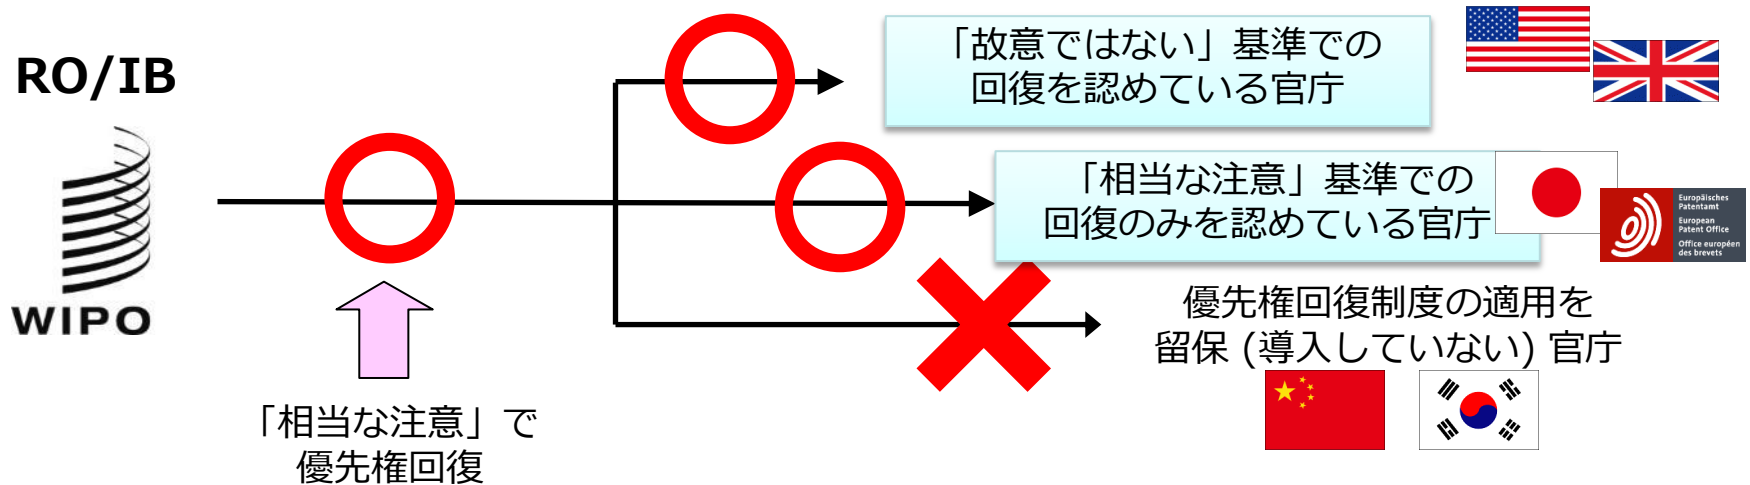 RO/IB
WIPO
「相当な注意」で
優先権回復
「故意ではない」基準での
回復を認めている官庁
「相当な注意」基準での
回復のみを認めている官庁
Europäisches
Patentamt
European
Patent Office
Office européen
des brevets
優先権回復制度の適用を
留保 (導入していない) 官庁